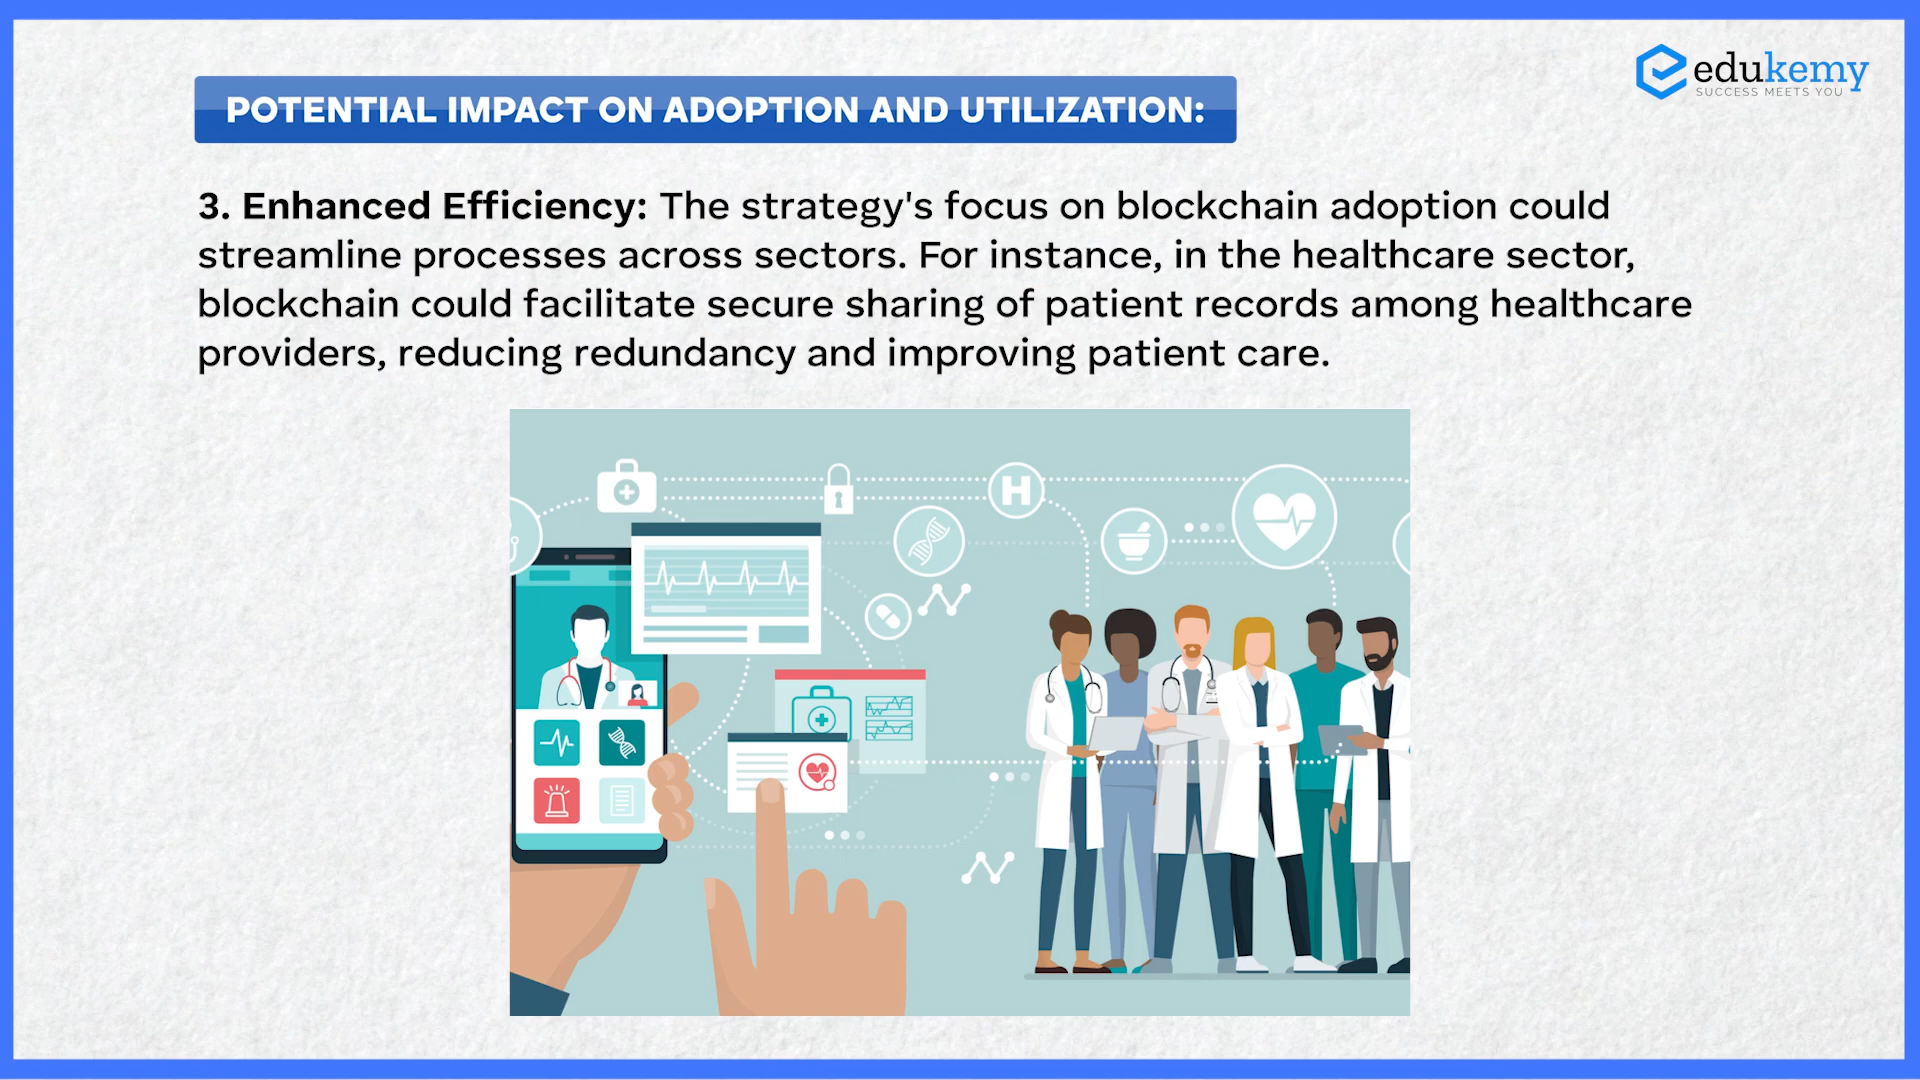 edukemy
SUCCESS MEETS YOU
POTENTIAL IMPACT ON ADOPTION AND UTILIZATION:
3. Enhanced Efficiency: The strategy's focus on blockchain adoption could
streamline processes across sectors. For instance, in the healthcare sector,
blockchain could facilitate secure sharing of patient records among healthcare
providers, reducing redundancy and improving patient care.
H